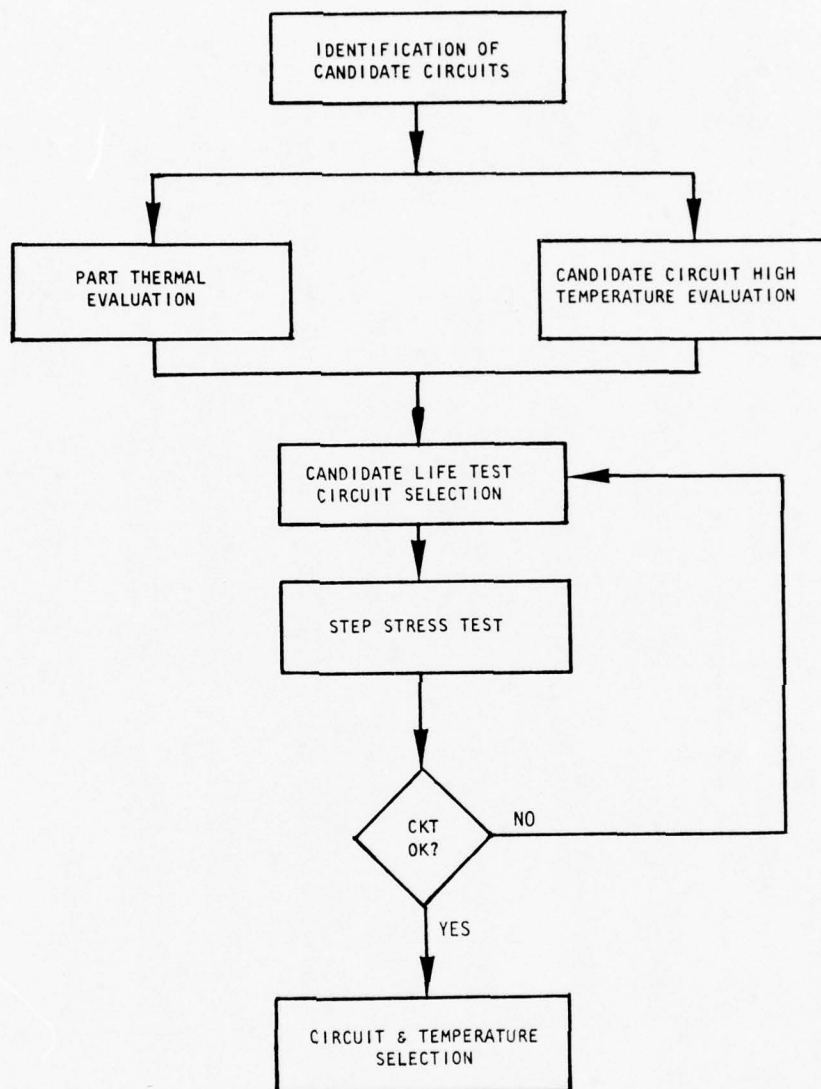 IDENTIFICATION OF
CANDIDATE CIRCUITS
PART THERMAL
EVALUATION
CANDIDATE CIRCUIT HIGH
TEMPERATURE EVALUATION
CANDIDATE LIFE TEST
CIRCUIT SELECTION
STEP STRESS TEST
CKT
OK?
NO
YES
CIRCUIT & TEMPERATURE
SELECTION